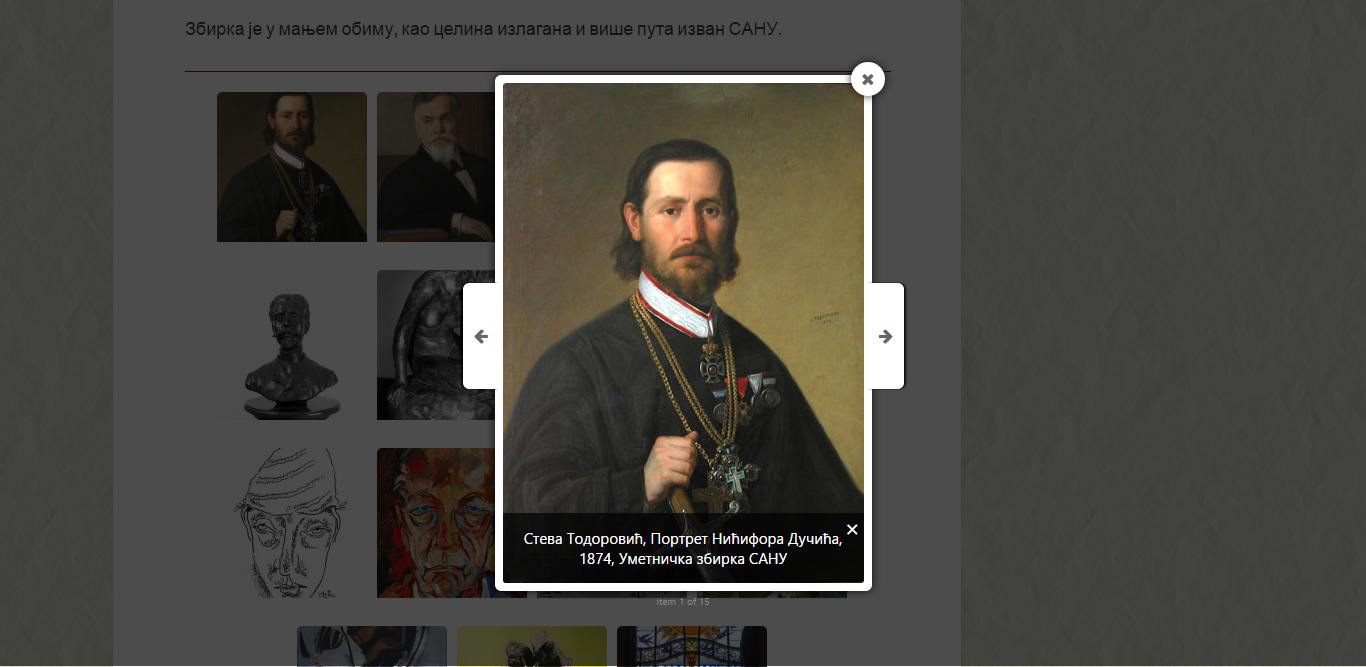 Збирка је у мањем обиму, као целина излагана и више пута изван САНУ.
Стева Тодоровић, Портрет Нићифора Дучића,
1874, Уметничка збирка САНУ
Item 1 of 15